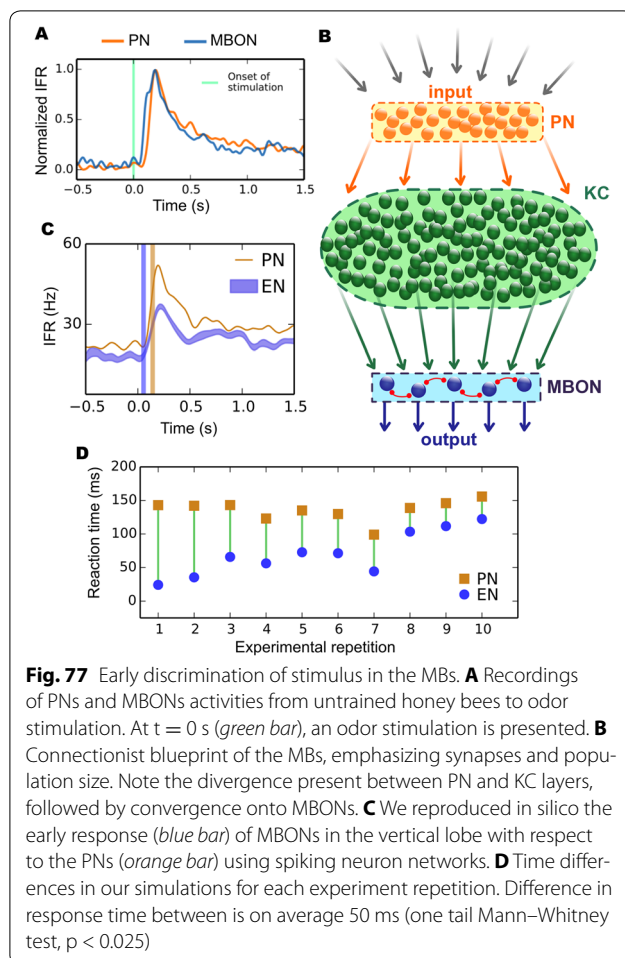 A
PN
MBON
Normalized IFR
1.0
0.5
0.0
Onset of
stimulation
−0.5
0.0
0.5
1.0
1.5
Time (s)
B
input
PN
KC
MBON
output
C
IFR (Hz)
60
30
PN
EN
−0.5
0.0
0.5
1.0
1.5
Time (s)
D
Reaction time (ms)
200
150
100
50
0
PN
EN
1 2 3 4 5 6 7 8 9 10
Experimental repetition
Fig. 77 Early discrimination of stimulus in the MBs. A Recordings
of PNs and MBONs activities from untrained honey bees to odor
stimulation. At t = 0 s (green bar), an odor stimulation is presented. B
Connectionist blueprint of the MBs, emphasizing synapses and popu-
lation size. Note the divergence present between PN and KC layers,
followed by convergence onto MBONs. C We reproduced in silico the
early response (blue bar) of MBONs in the vertical lobe with respect
to the PNs (orange bar) using spiking neuron networks. D Time differ-
ences in our simulations for each experiment repetition. Difference in
response time between is on average 50 ms (one tail Mann–Whitney
test, p < 0.025)